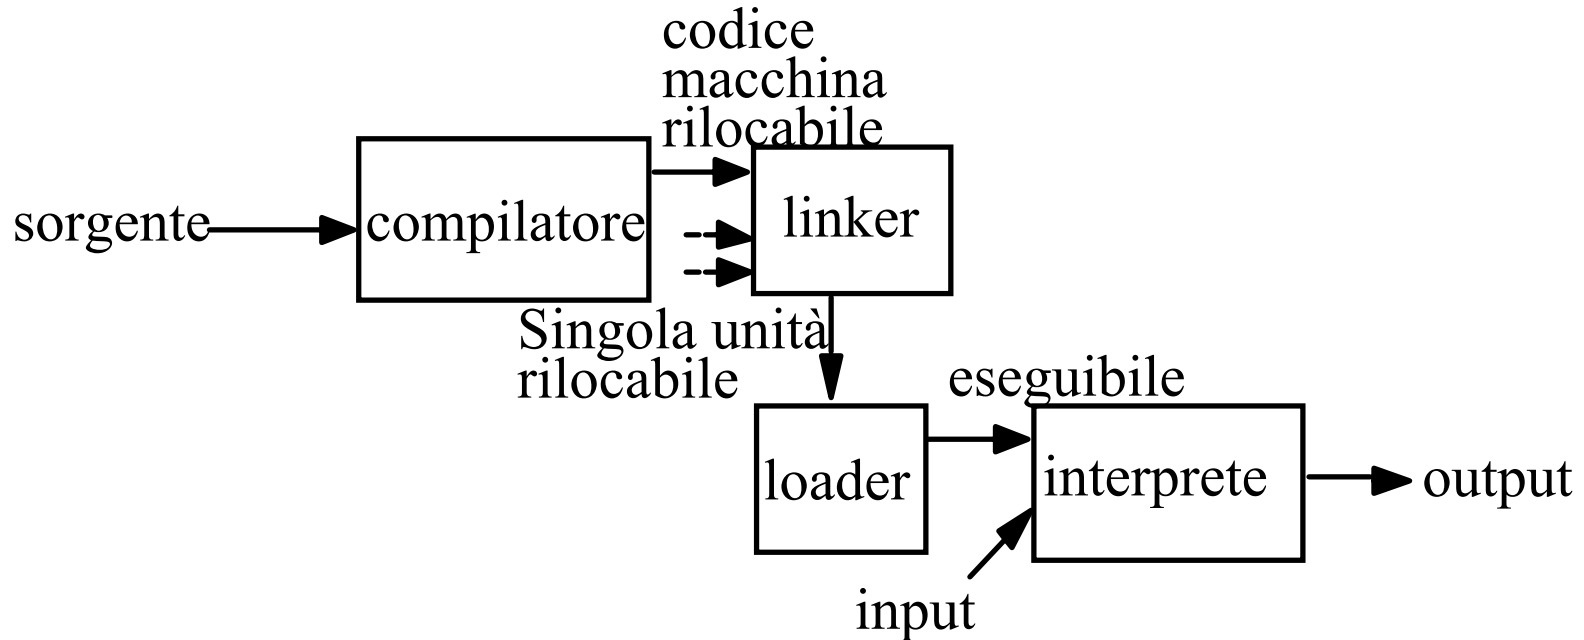 codice
macchina
rilocabile
sorgente
compilatore
linker
Singola unità
rilocabile
eseguibile
loader
interprete
output
input